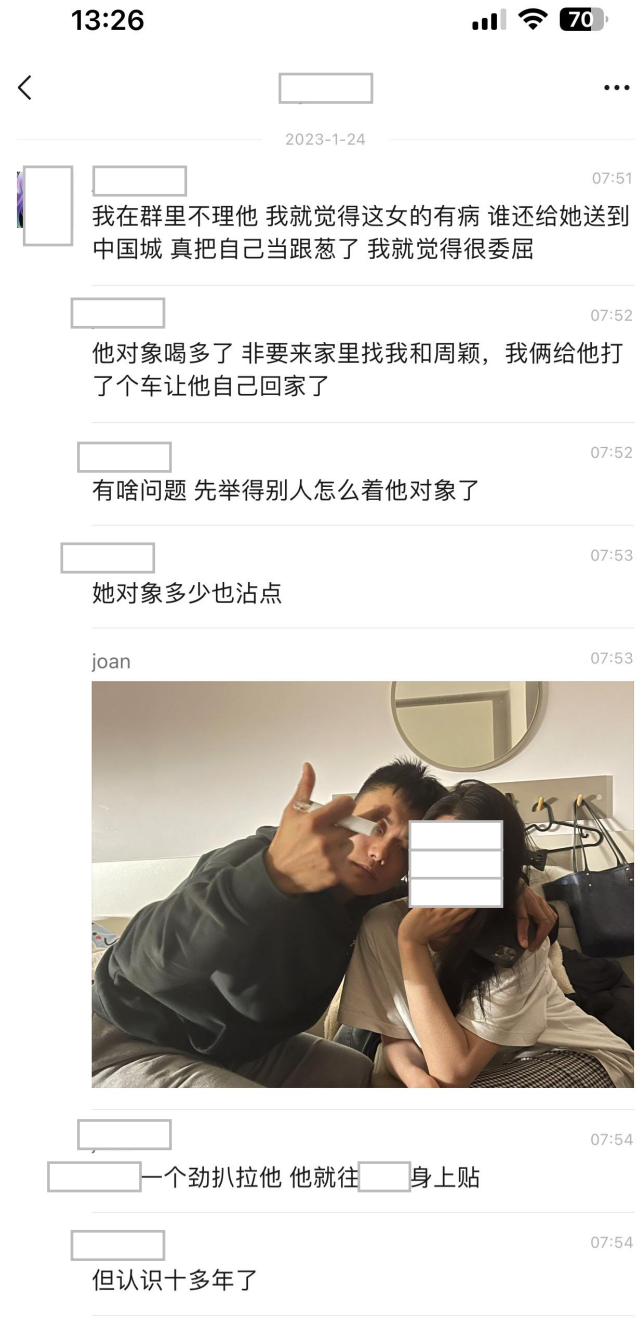 13:26
70
2023-1-24
07:51
我在群里不理他 我就觉得这女的有病 谁还给她送到
中国城 真把自己当跟葱了 我就觉得很委屈
07:52
他对象喝多了 非要来家里找我和周颖，我俩给他打
了个车让他自己回家了
07:52
有啥问题 先举得别人怎么着他对象了
07:53
她对象多少也沾点
joan
07:53
07:54
一个劲扒拉他 他就往 身上贴
07:54
但认识十多年了